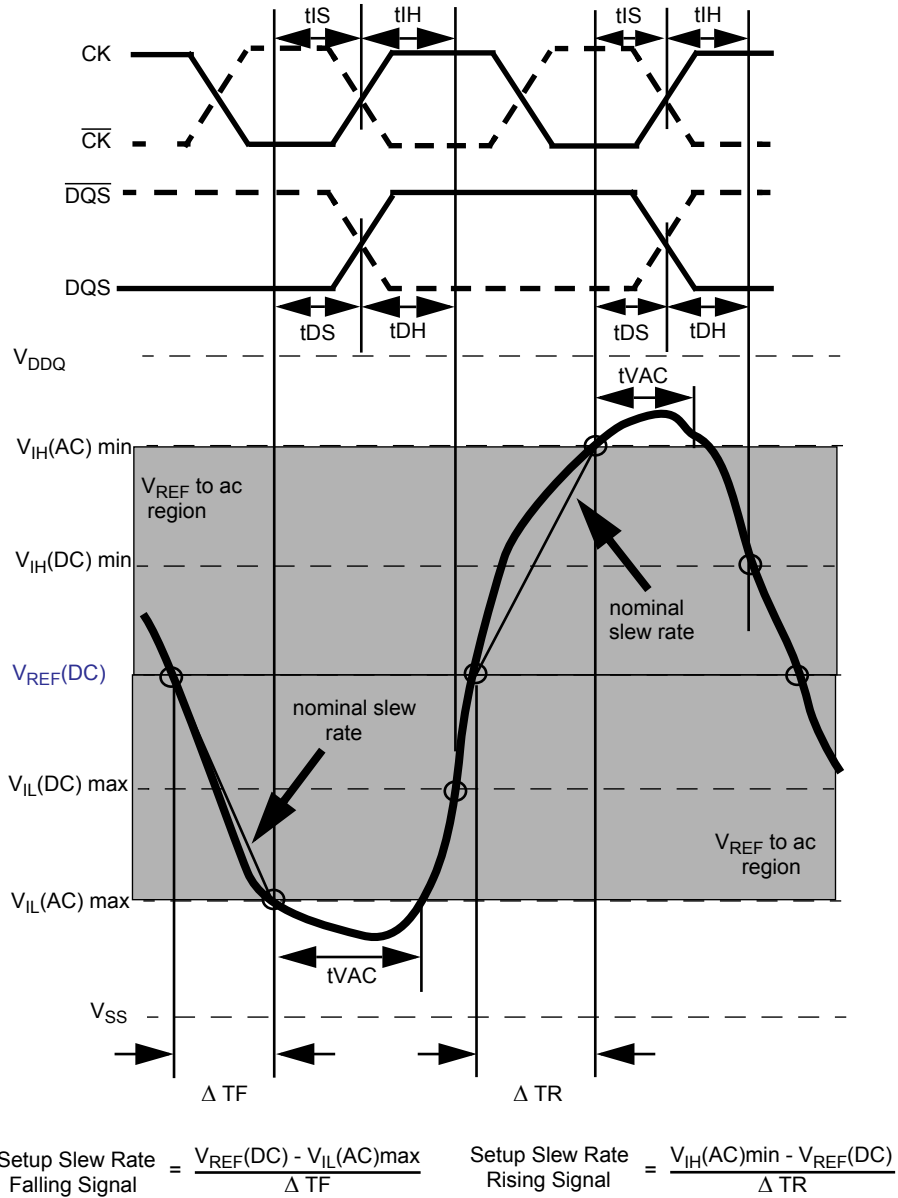 tIS tIH tIS tIH
CK
C̅K̅
D̅Q̅S̅
DQS
tDS tDH tDS tDH
VDDQ
tVAC
VIH(AC) min
VREF to ac
region
VIH(DC) min
nominal
slew rate
VREF(DC)
nominal slew
rate
VIL(DC) max
VREF to ac
region
VIL(AC) max
tVAC
VSS
Δ TF Δ TR
Setup Slew Rate
Falling Signal
= VREF(DC) - VIL(AC)max
Δ TF
Setup Slew Rate
Rising Signal
= VIH(AC)min - VREF(DC)
Δ TR